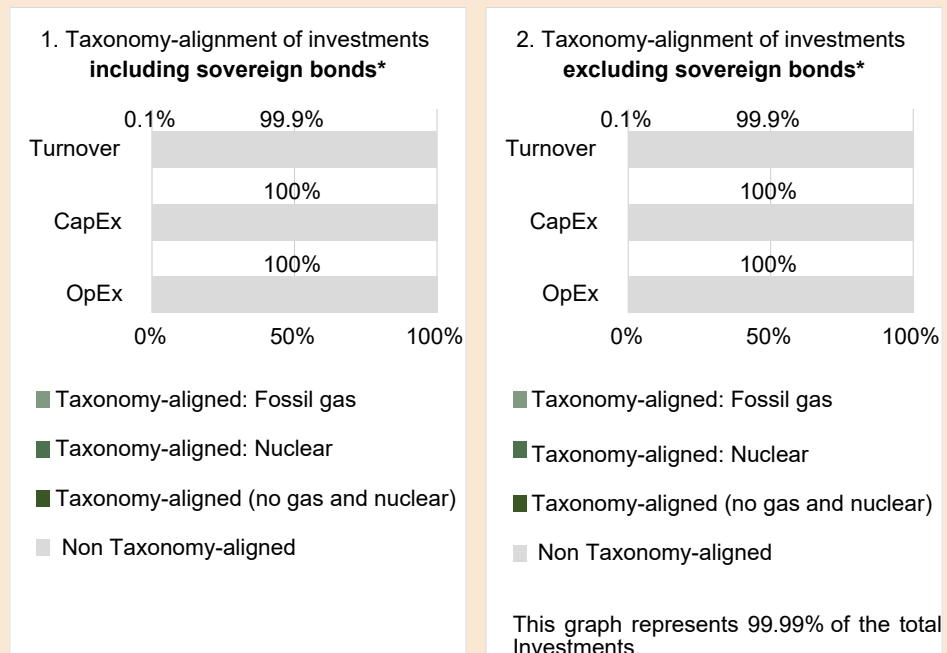 1. Taxonomy-alignment of investments
including sovereign bonds*
0.1% 99.9%
Turnover
100%
CapEx
100%
OpEx
0% 50% 100%
Taxonomy-aligned: Fossil gas
Taxonomy-aligned: Nuclear
Taxonomy-aligned (no gas and nuclear)
Non Taxonomy-aligned
2. Taxonomy-alignment of investments
excluding sovereign bonds*
0.1% 99.9%
Turnover
100%
CapEx
100%
OpEx
0% 50% 100%
Taxonomy-aligned: Fossil gas
Taxonomy-aligned: Nuclear
Taxonomy-aligned (no gas and nuclear)
Non Taxonomy-aligned
This graph represents 99.99% of the total
Investments.